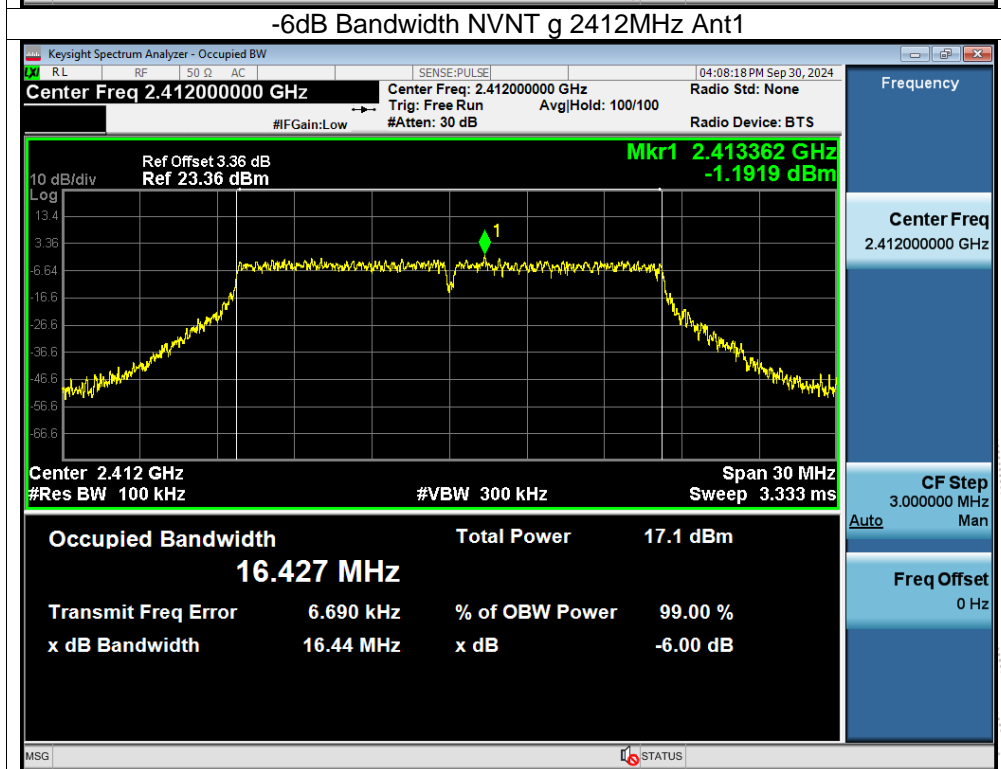 -6dB Bandwidth NVNT g 2412MHz Ant1
Keysight Spectrum Analyzer - Occupied BW
LXI RL RF 50 Ω AC SENSE:PULSE 04:08:18 PM Sep 30, 2024
Center Freq 2.412000000 GHz
Center Freq: 2.412000000 GHz Radio Std: None
Trig: Free Run Avg|Hold: 100/100
#IFGain:Low #Atten: 30 dB Radio Device: BTS
Frequency
Mkr1 2.413362 GHz
-1.1919 dBm
Ref Offset 3.36 dB
10 dB/div Ref 23.36 dBm
Log
13.4
3.36
-6.64
-16.6
-26.6
-36.6
-46.6
-56.6
-66.6
1
Center 2.412 GHz Span 30 MHz
#Res BW 100 kHz #VBW 300 kHz Sweep 3.333 ms
Occupied Bandwidth Total Power 17.1 dBm
16.427 MHz
Transmit Freq Error 6.690 kHz % of OBW Power 99.00 %
x dB Bandwidth 16.44 MHz x dB -6.00 dB
Center Freq
2.412000000 GHz
CF Step
3.000000 MHz
Auto Man
Freq Offset
0 Hz
MSG STATUS